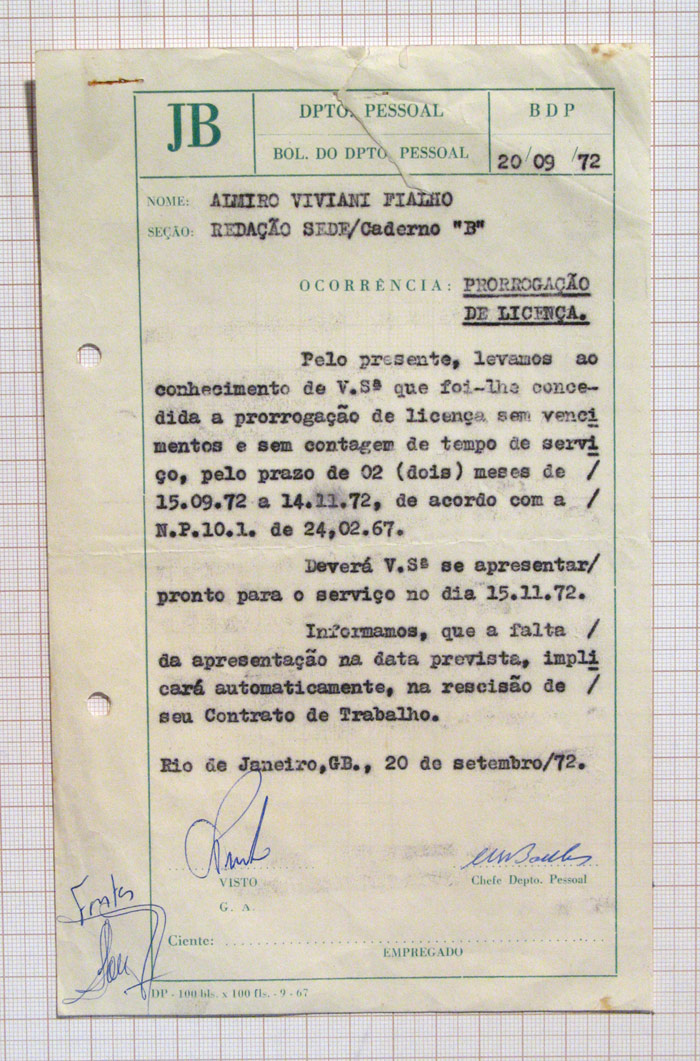 JB
DPTO. PESSOAL
BOL. DO DPTO. PESSOAL
BDP
20/09/72
NOME: ALMIRO VIVIANI FIALHO
SEÇÃO: REDAÇÃO SEDE/Caderno "B"
OCORRÊNCIA: PRORROGAÇÃO
DE LICENÇA.
Pelo presente, levamos ao
conhecimento de V.Sª que foi-lhe conce-
dida a prorrogação de licença sem venci
mentos e sem contagem de tempo de servi
ço, pelo prazo de 02 (dois) meses de /
15.09.72 a 14.11.72, de acordo com a /
N.P.10.1. de 24,02.67.
Deverá V.Sª se apresentar/
pronto para o serviço no dia 15.11.72.
Informamos, que a falta /
da apresentação na data prevista, impli
cará automaticamente, na rescisão de /
seu Contrato de Trabalho.
Rio de Janeiro,GB., 20 de setembro/72.
VISTO
Chefe Depto. Pessoal
G. A.
Ciente:
EMPREGADO
DP - 100 bls. x 100 fls. - 9 - 67